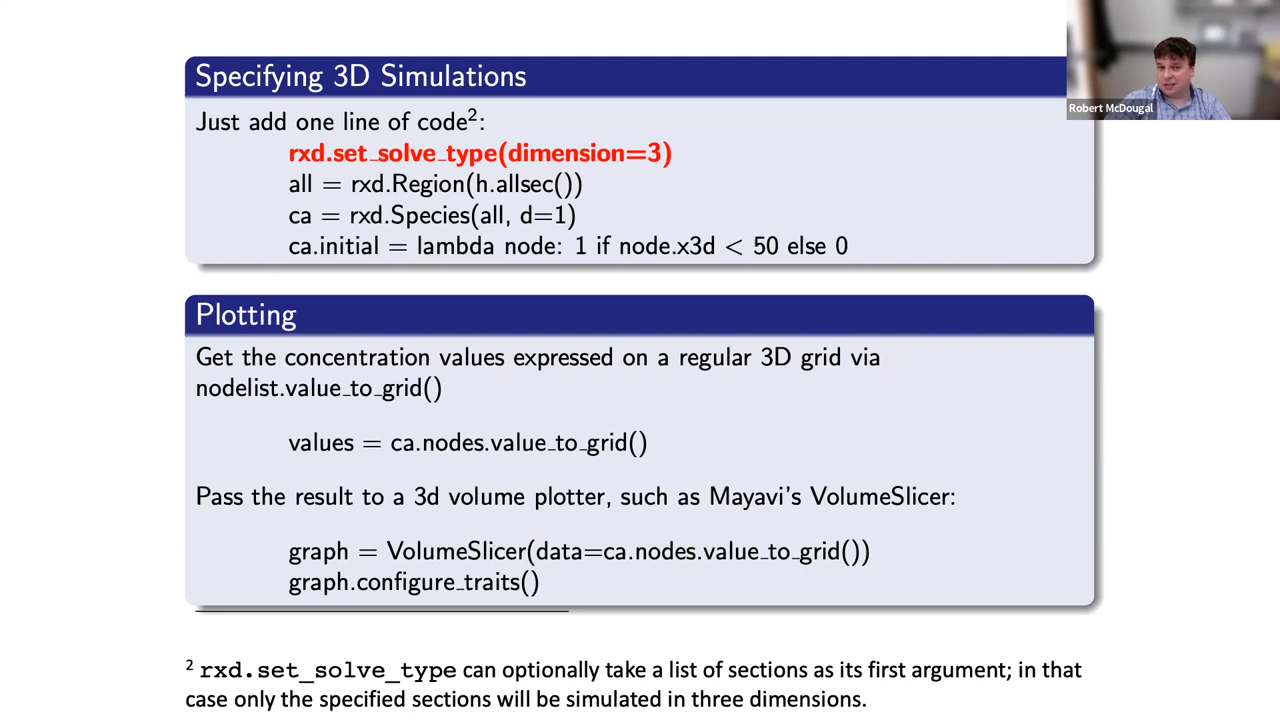 Specifying 3D Simulations
Robert McDougal
Just add one line of code²:
rxd.set_solve_type(dimension=3)
all = rxd.Region(h.allsec())
ca = rxd.Species(all, d=1)
ca.initial = lambda node: 1 if node.x3d < 50 else 0
Plotting
Get the concentration values expressed on a regular 3D grid via
nodelist.value_to_grid()
values = ca.nodes.value_to_grid()
Pass the result to a 3d volume plotter, such as Mayavi's VolumeSlicer:
graph = VolumeSlicer(data=ca.nodes.value_to_grid())
graph.configure_traits()
² rxd.set_solve_type can optionally take a list of sections as its first argument; in that
case only the specified sections will be simulated in three dimensions.